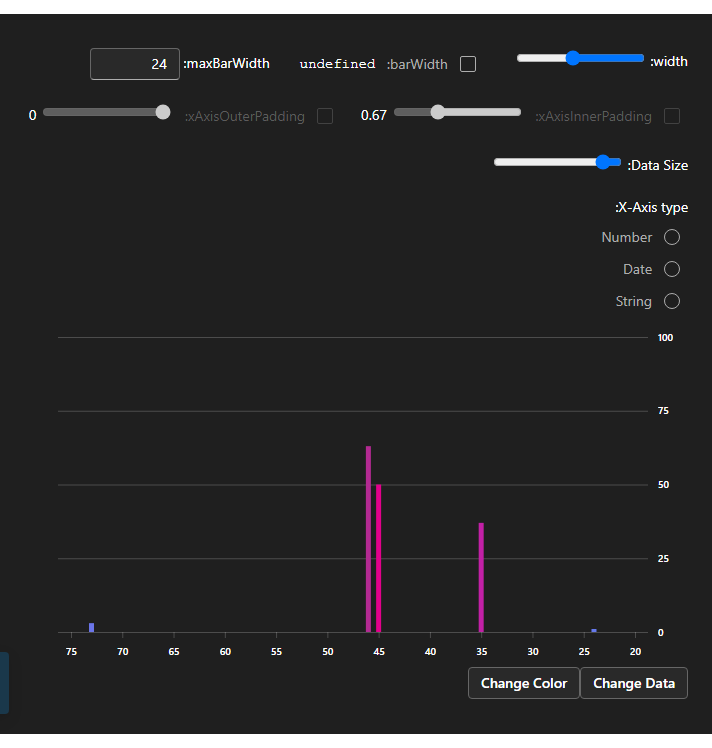 :width
:barWidth undefined
:maxBarWidth 24
:xAxisInnerPadding 0.67
:xAxisOuterPadding 0
:Data Size
:X-Axis type
Number
Date
String
100
75
50
25
0
75 70 65 60 55 50 45 40 35 30 25 20
Change Color Change Data